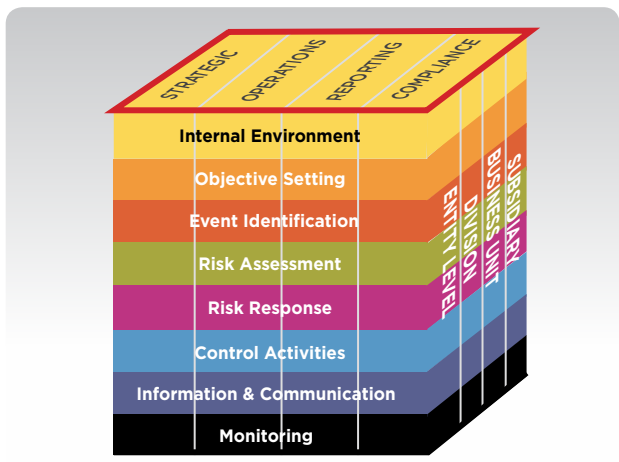 STRATEGIC
OPERATIONS
REPORTING
COMPLIANCE
Internal Environment
Objective Setting
Event Identification
Risk Assessment
Risk Response
Control Activities
Information & Communication
Monitoring
ENTITY LEVEL
DIVISION
BUSINESS UNIT
SUBSIDIARY